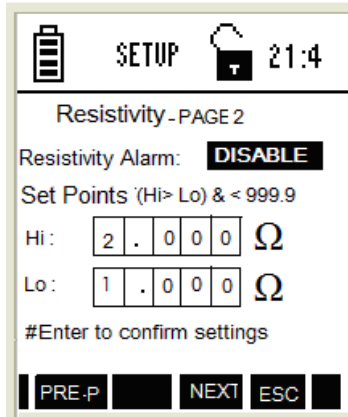 SETUP 21:4
Resistivity - PAGE 2
Resistivity Alarm: DISABLE
Set Points (Hi> Lo) & < 999.9
Hi : 2 . 0 0 0 Ω
Lo : 1 . 0 0 0 Ω
#Enter to confirm settings
PRE-P NEXT ESC